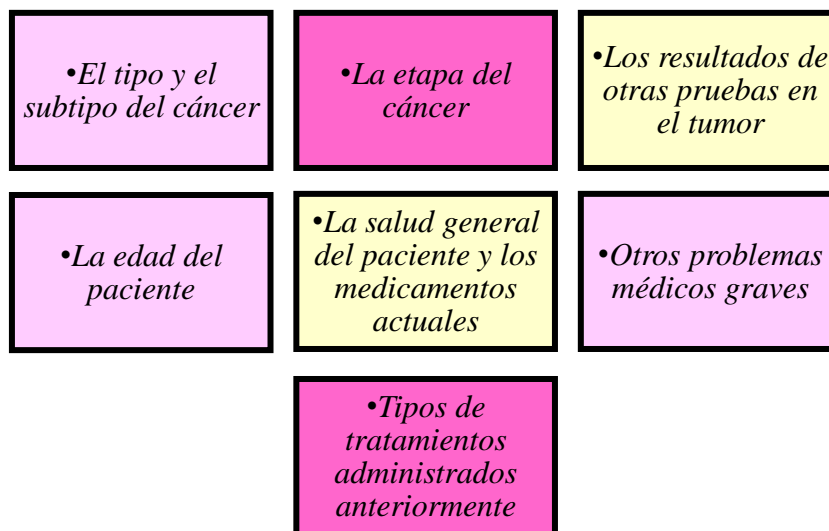 •El tipo y el
subtipo del cáncer
•La etapa del
cáncer
•Los resultados de
otras pruebas en
el tumor
•La edad del
paciente
•La salud general
del paciente y los
medicamentos
actuales
•Otros problemas
médicos graves
•Tipos de
tratamientos
administrados
anteriormente